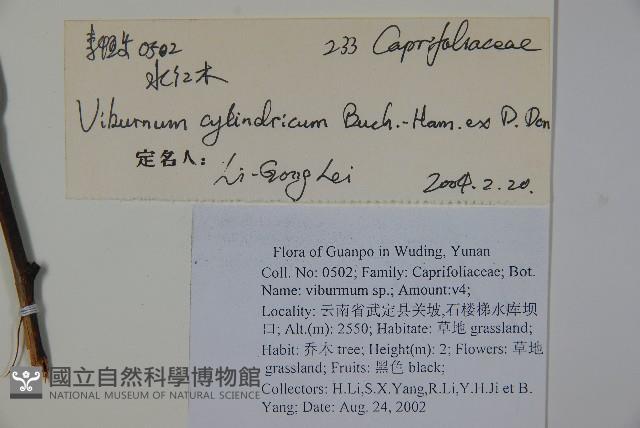 李恒等 0502 233 Caprifoliaceae
水红木
Viburnum cylindricum Buch.-Ham. ex D. Don
定名人: Li-Gong Lei 2004.2.20.
Flora of Guanpo in Wuding, Yunan
Coll. No: 0502; Family: Caprifoliaceae; Bot.
Name: viburmum sp.; Amount:v4;
Locality: 云南省武定县关坡,石楼梯水库坝
口; Alt.(m): 2550; Habitate: 草地 grassland;
Habit: 乔木 tree; Height(m): 2; Flowers: 草地
grassland; Fruits: 黑色 black;
Collectors: H.Li,S.X.Yang,R.Li,Y.H.Ji et B.
Yang; Date: Aug. 24, 2002
國立自然科學博物館
NATIONAL MUSEUM OF NATURAL SCIENCE